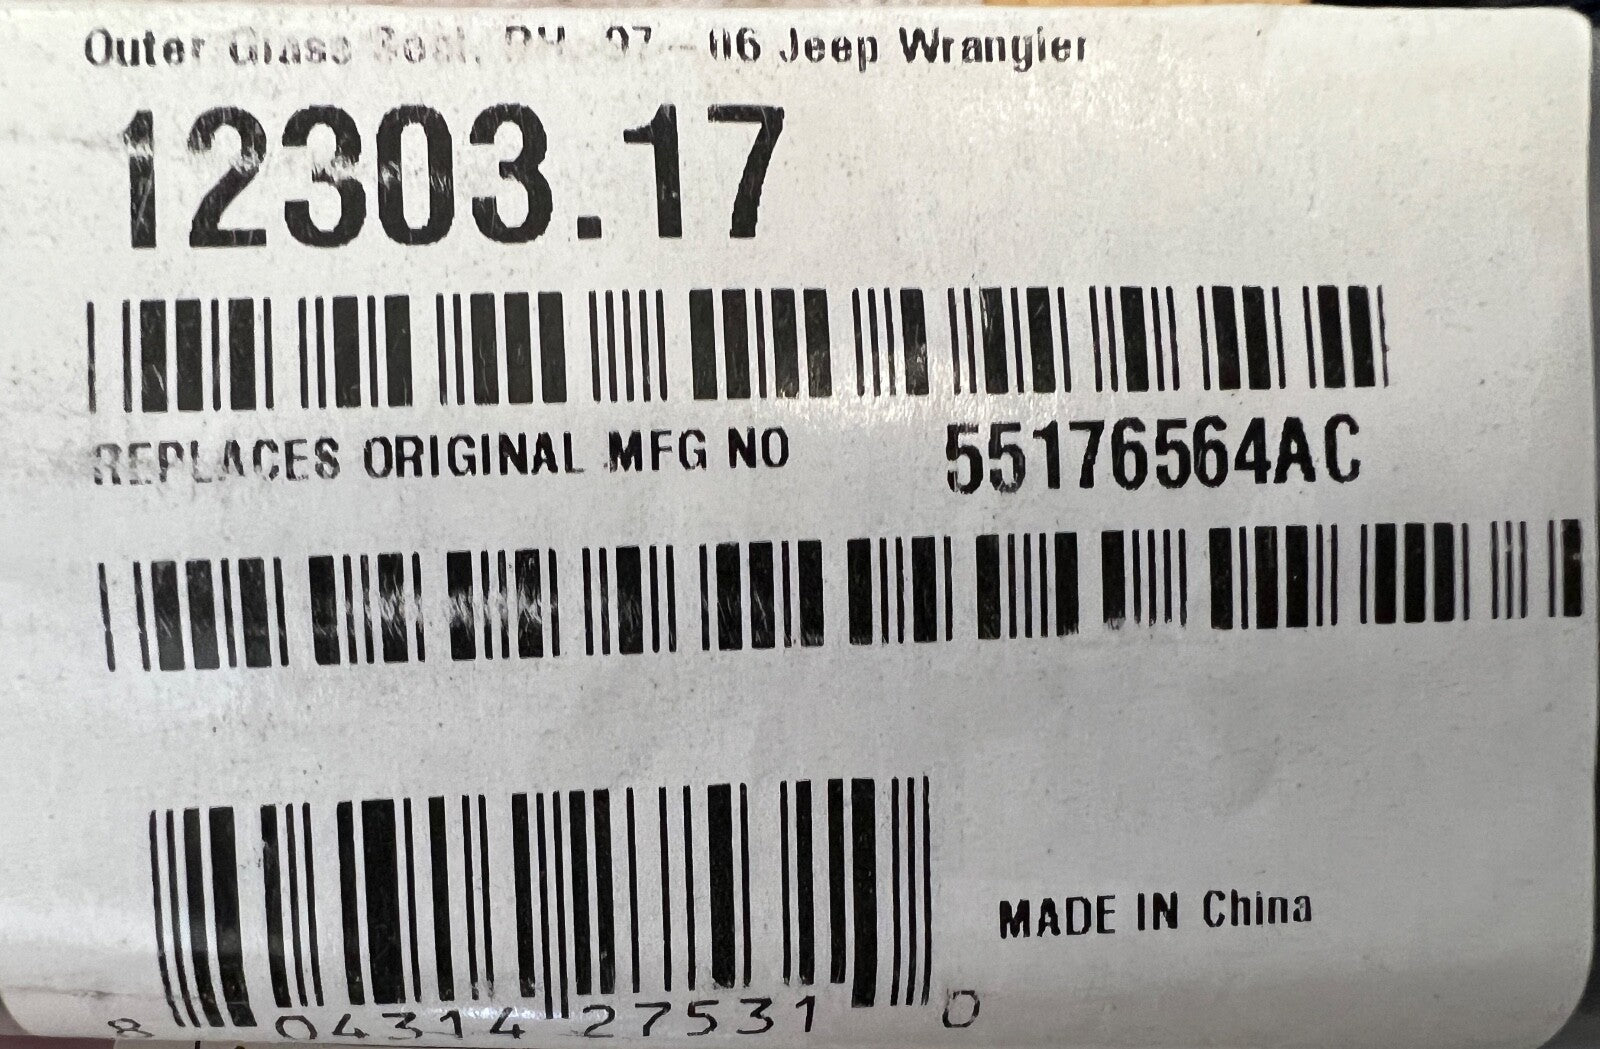 Outer Glass Seal, RH, 97-06 Jeep Wrangler
12303.17
REPLACES ORIGINAL MFG NO 55176564AC
MADE IN China
8 04314 27531 0